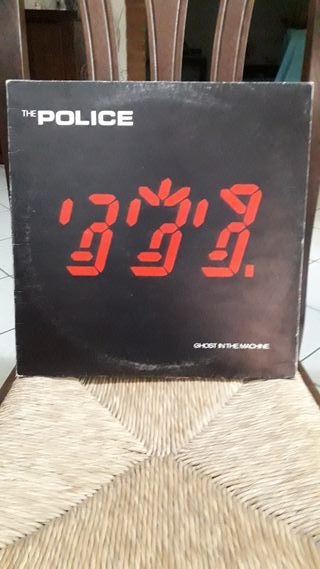 THE POLICE
GHOST IN THE MACHINE